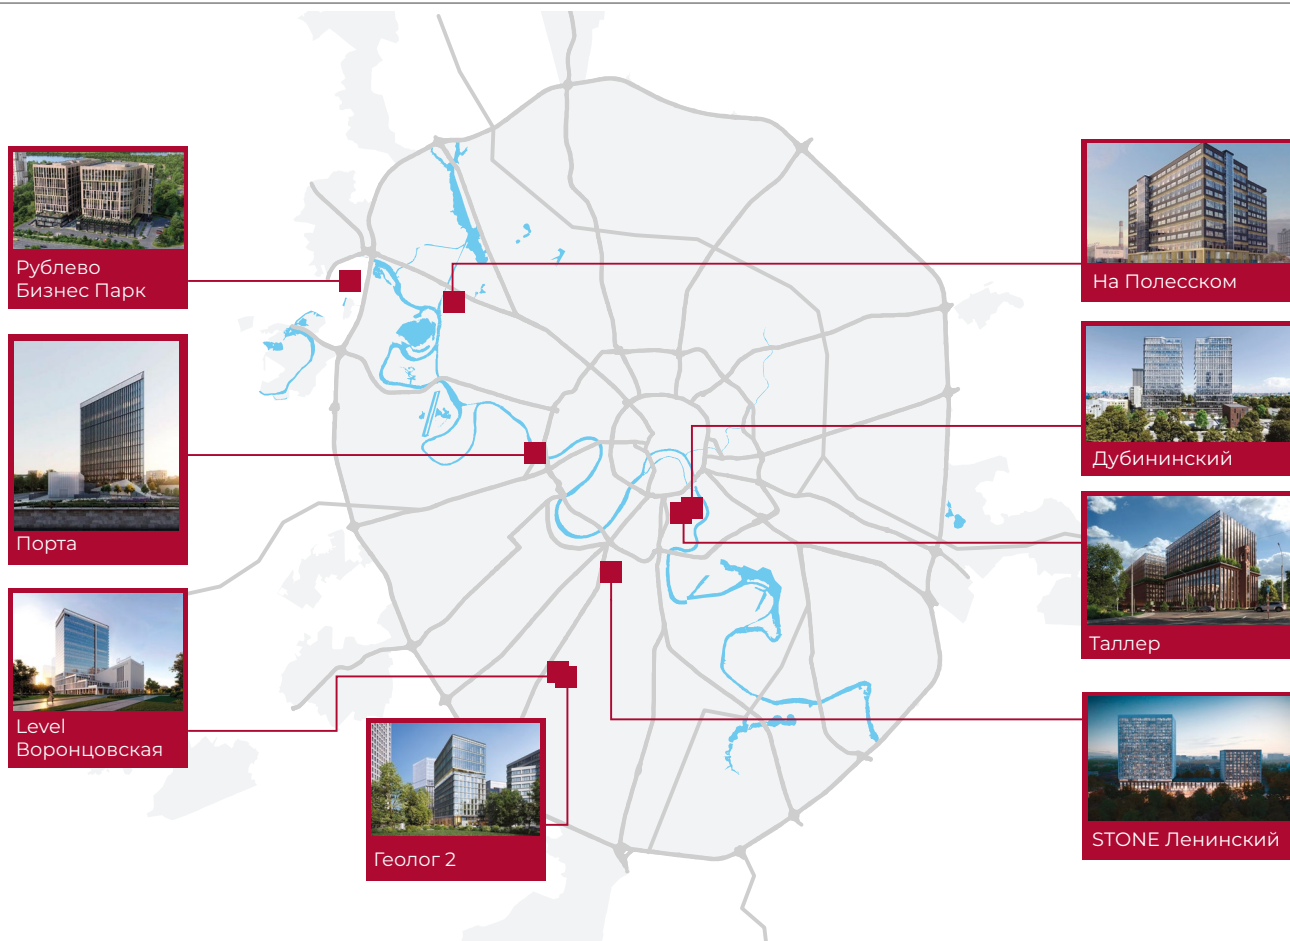 Рублево
Бизнес Парк
Порта
Level
Воронцовская
Геолог 2
На Полесском
Дубининский
Таллер
STONE Ленинский